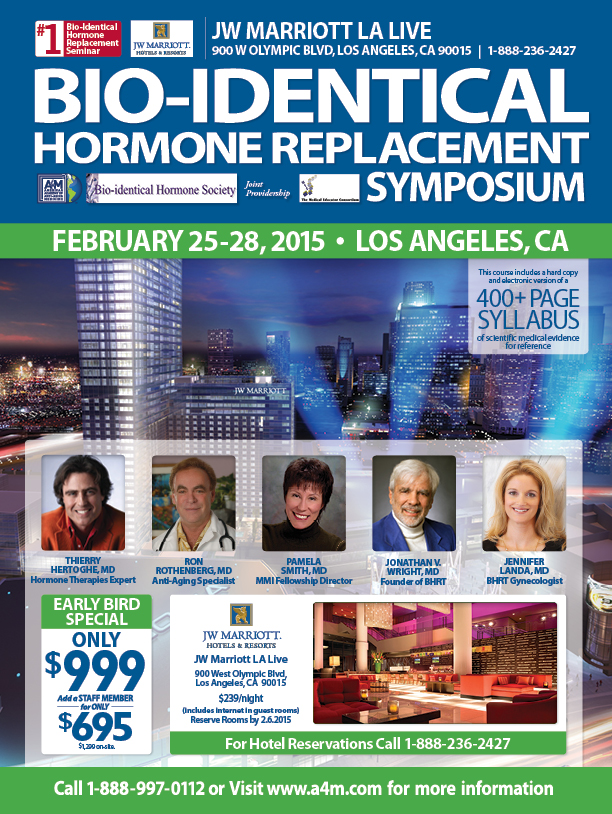 #1
Bio-Identical
Hormone
Replacement
Seminar
JW MARRIOTT.
HOTELS & RESORTS
JW MARRIOTT LA LIVE
900 W OLYMPIC BLVD, LOS ANGELES, CA 90015 | 1-888-236-2427
BIO-IDENTICAL
HORMONE REPLACEMENT
SYMPOSIUM
A4M
Bio-identical Hormone Society
Joint
Providership
The Medical Educator Consortium
FEBRUARY 25-28, 2015 • LOS ANGELES, CA
This course includes a hard copy
and electronic version of a
400+ PAGE
SYLLABUS
of scientific medical evidence
for reference
JW MARRIOTT
THIERRY
HERTOGHE, MD
Hormone Therapies Expert
RON
ROTHENBERG, MD
Anti-Aging Specialist
PAMELA
SMITH, MD
MMI Fellowship Director
JONATHAN V.
WRIGHT, MD
Founder of BHRT
JENNIFER
LANDA, MD
BHRT Gynecologist
EARLY BIRD
SPECIAL
ONLY
$999
Add a STAFF MEMBER
for ONLY
$695
$1,299 on-site.
JW MARRIOTT.
HOTELS & RESORTS
JW Marriott LA Live
900 West Olympic Blvd,
Los Angeles, CA 90015
$239/night
(includes internet in guest rooms)
Reserve Rooms by 2.6.2015
For Hotel Reservations Call 1-888-236-2427
Call 1-888-997-0112 or Visit www.a4m.com for more information